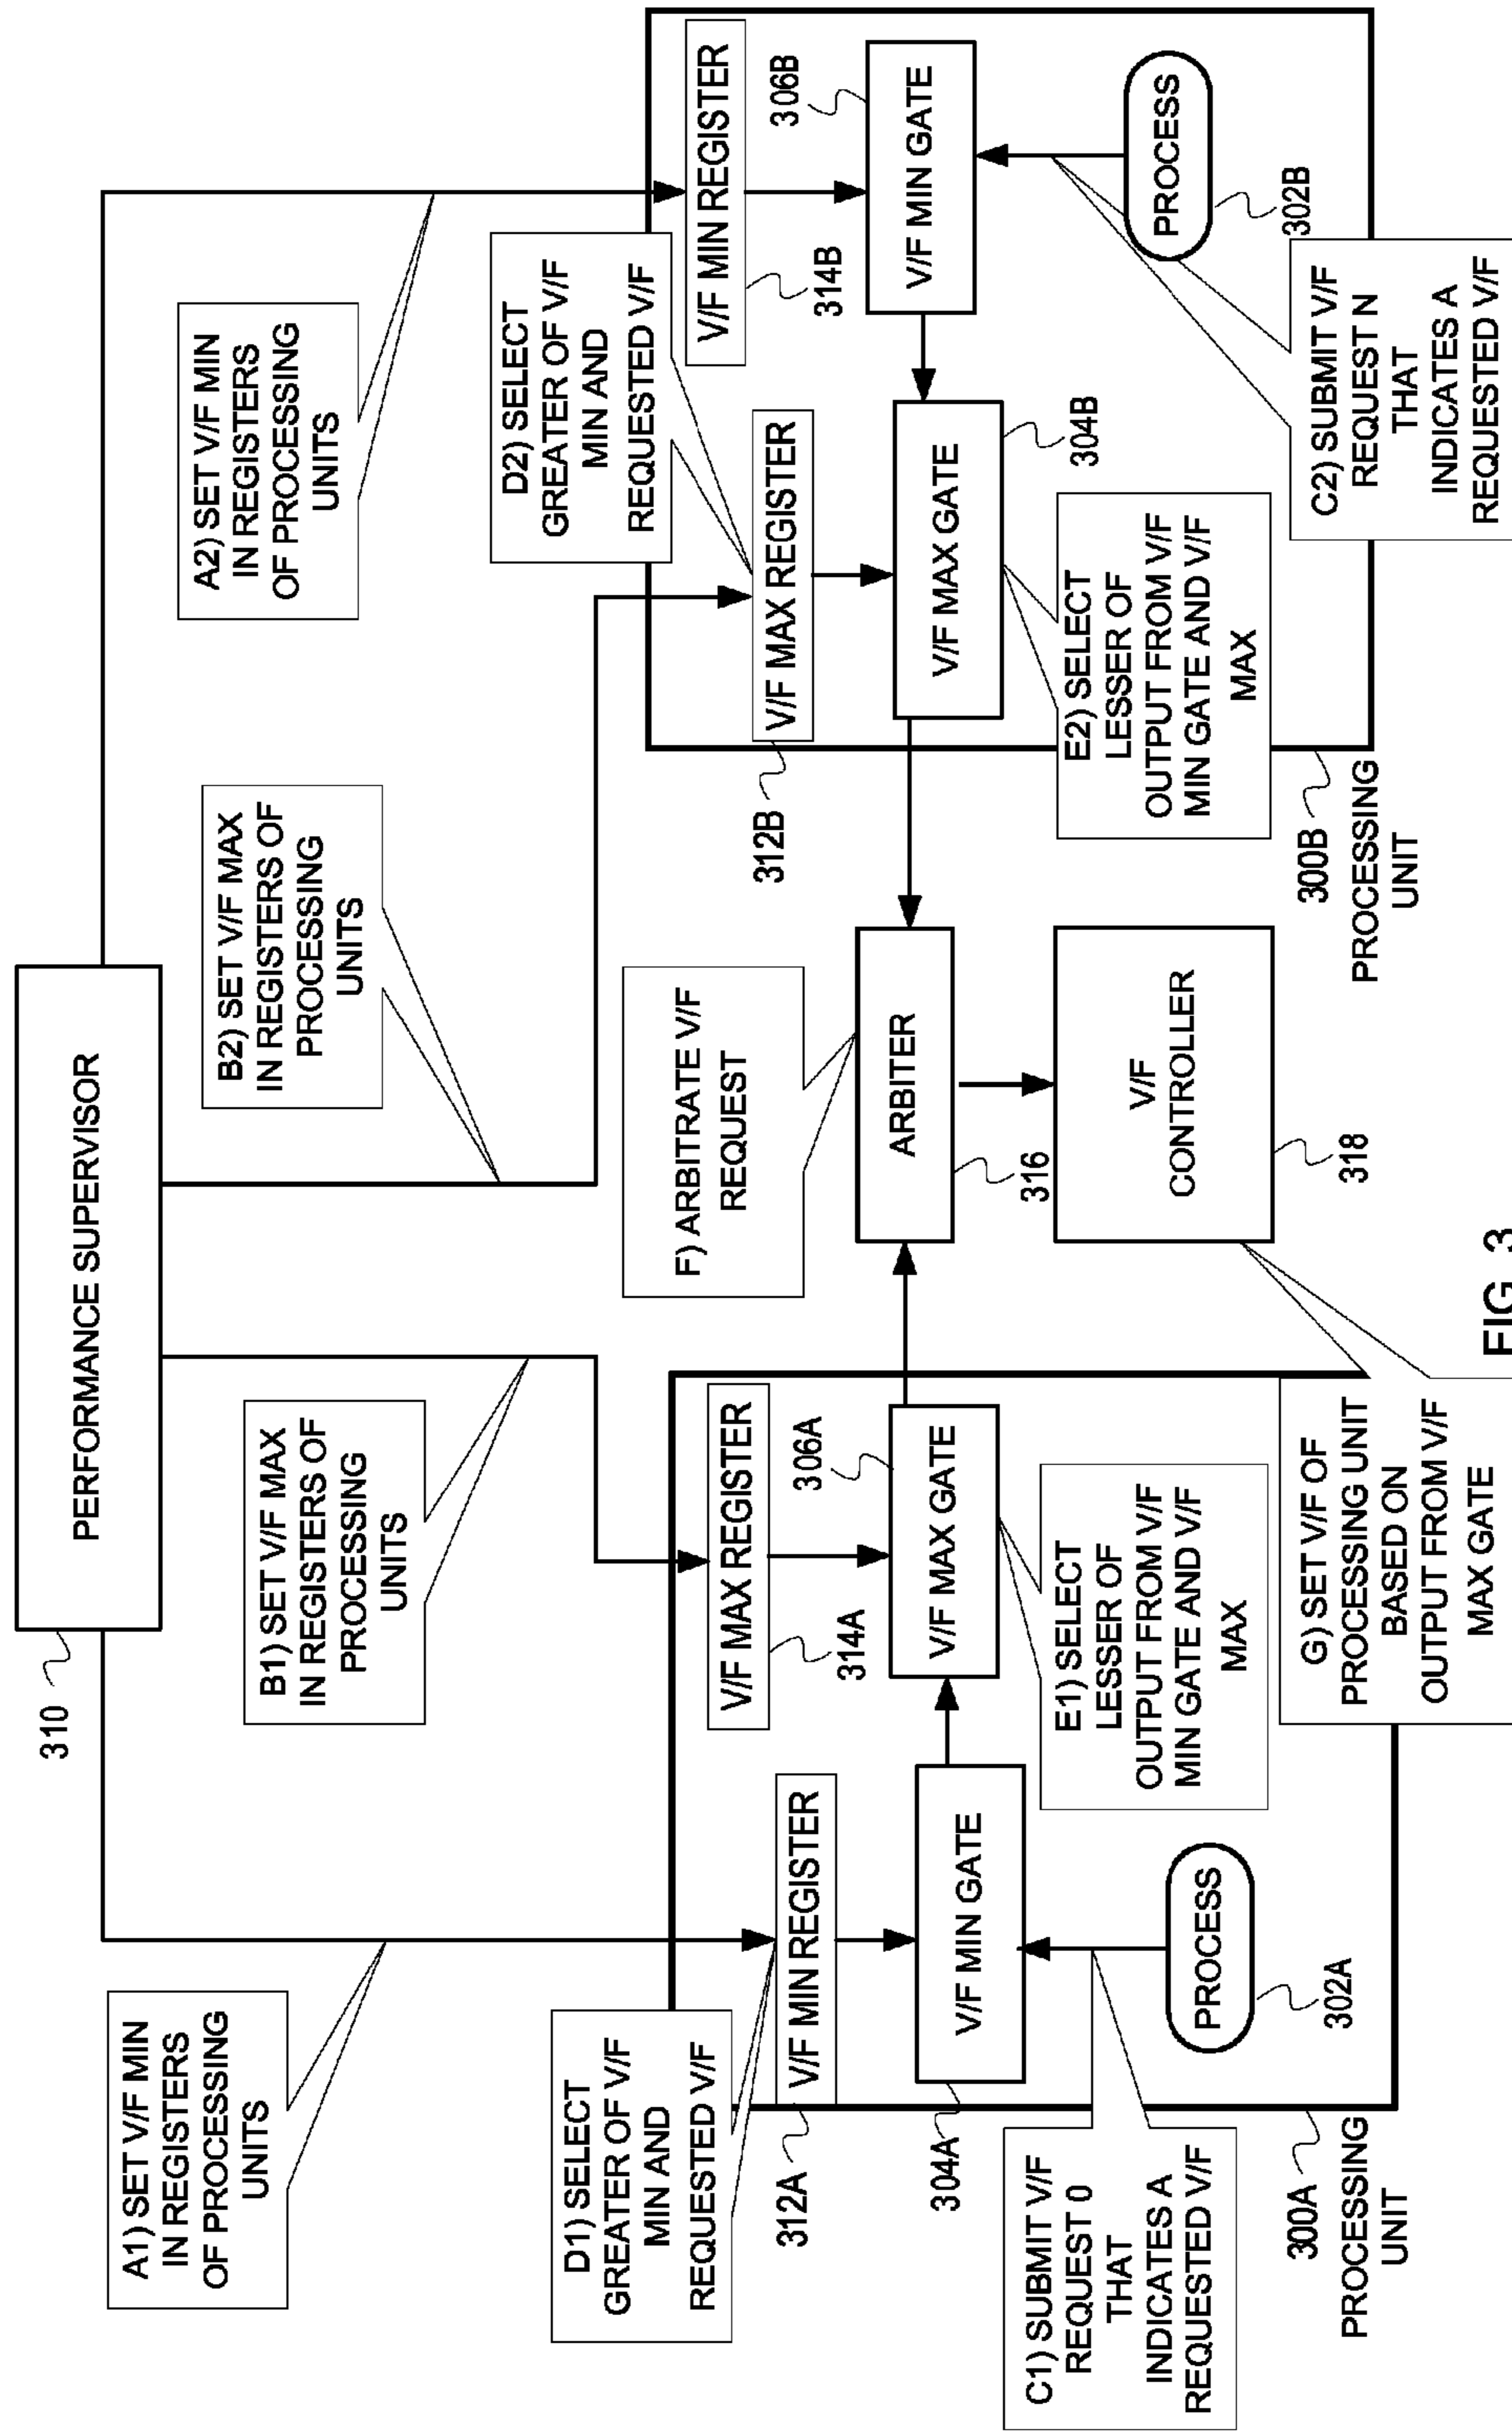 PERFORMANCE SUPERVISOR
310
A1) SET V/F MIN
IN REGISTERS
OF PROCESSING
UNITS
B1) SET V/F MAX
IN REGISTERS OF
PROCESSING
UNITS
B2) SET V/F MAX
IN REGISTERS OF
PROCESSING
UNITS
A2) SET V/F MIN
IN REGISTERS
OF PROCESSING
UNITS
D1) SELECT
GREATER OF V/F
MIN AND
REQUESTED V/F
V/F MIN REGISTER
312A
V/F MAX REGISTER
314A
V/F MIN GATE
304A
V/F MAX GATE
306A
C1) SUBMIT V/F
REQUEST 0
THAT
INDICATES A
REQUESTED V/F
PROCESS
302A
E1) SELECT
LESSER OF
OUTPUT FROM V/F
MIN GATE AND V/F
MAX
300A
PROCESSING
UNIT
G) SET V/F OF
PROCESSING UNIT
BASED ON
OUTPUT FROM V/F
MAX GATE
F) ARBITRATE V/F
REQUEST
ARBITER
316
V/F
CONTROLLER
318
D2) SELECT
GREATER OF V/F
MIN AND
REQUESTED V/F
V/F MAX REGISTER
312B
V/F MIN REGISTER
314B
V/F MAX GATE
304B
V/F MIN GATE
306B
E2) SELECT
LESSER OF
OUTPUT FROM V/F
MIN GATE AND V/F
MAX
PROCESS
302B
C2) SUBMIT V/F
REQUEST N
THAT
INDICATES A
REQUESTED V/F
300B
PROCESSING
UNIT
FIG. 3